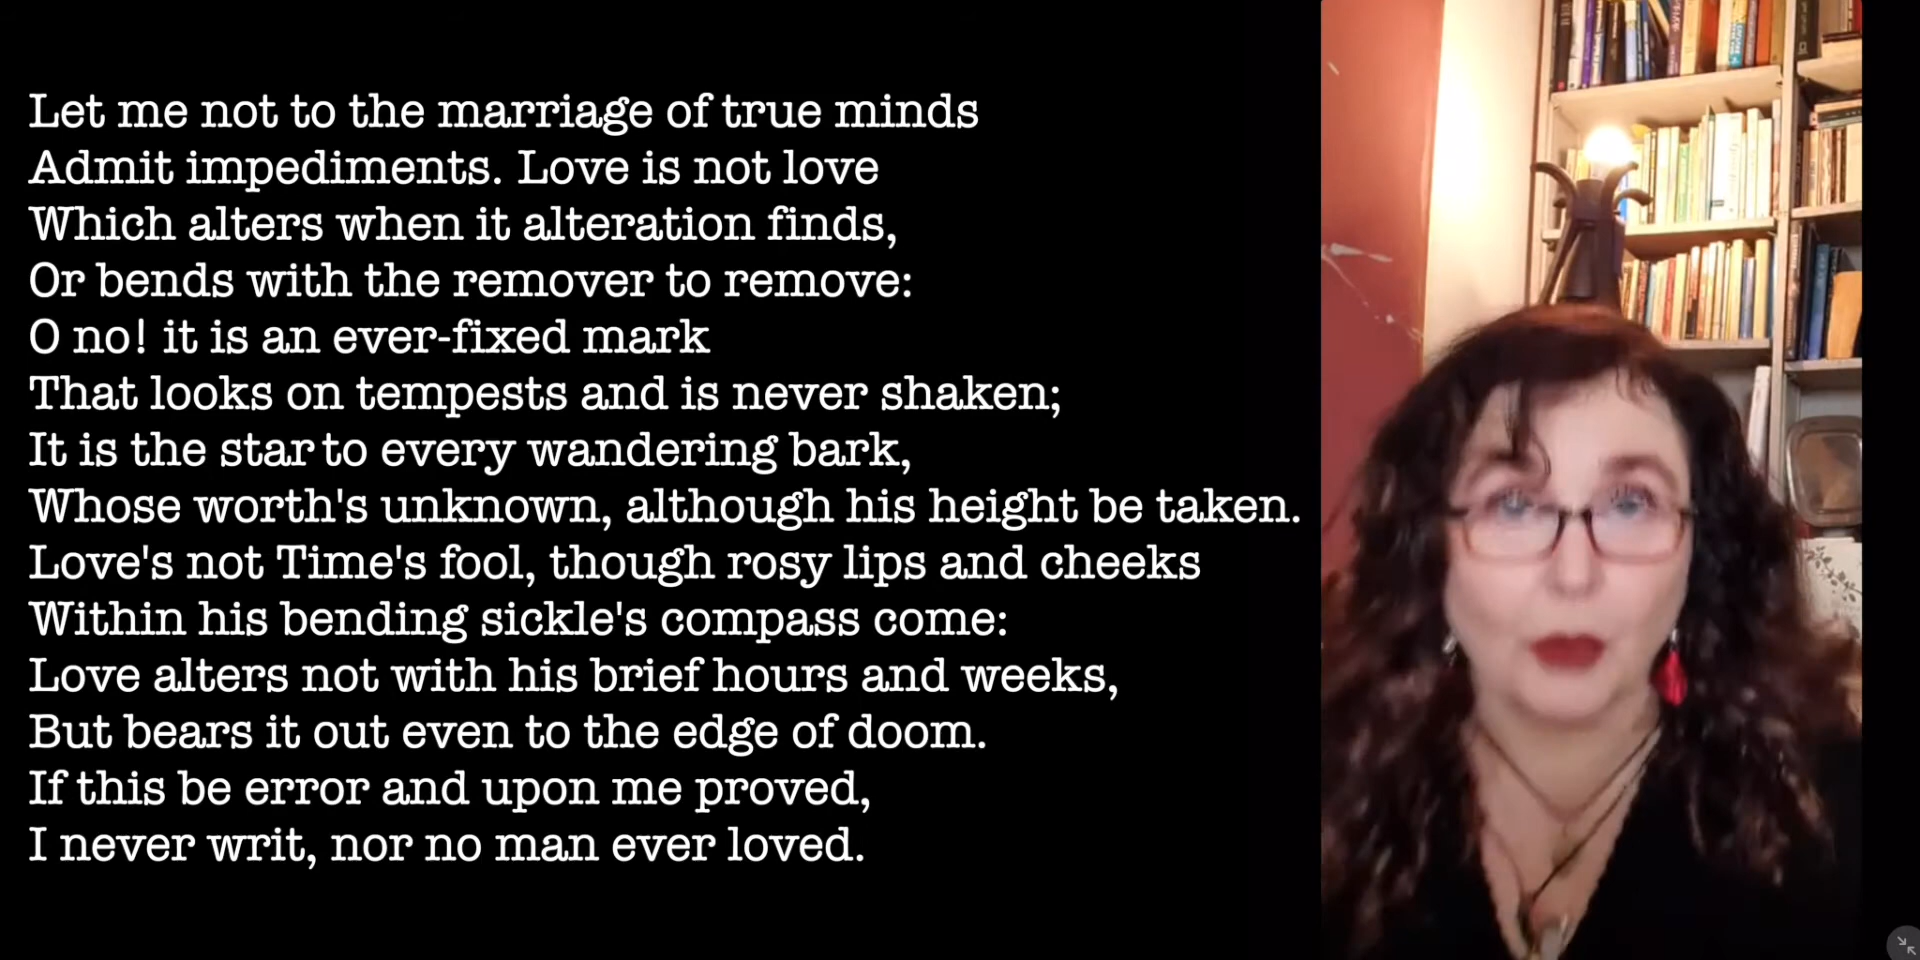 Let me not to the marriage of true minds
Admit impediments. Love is not love
Which alters when it alteration finds,
Or bends with the remover to remove:
O no! it is an ever-fixed mark
That looks on tempests and is never shaken;
It is the star to every wandering bark,
Whose worth's unknown, although his height be taken.
Love's not Time's fool, though rosy lips and cheeks
Within his bending sickle's compass come:
Love alters not with his brief hours and weeks,
But bears it out even to the edge of doom.
If this be error and upon me proved,
I never writ, nor no man ever loved.